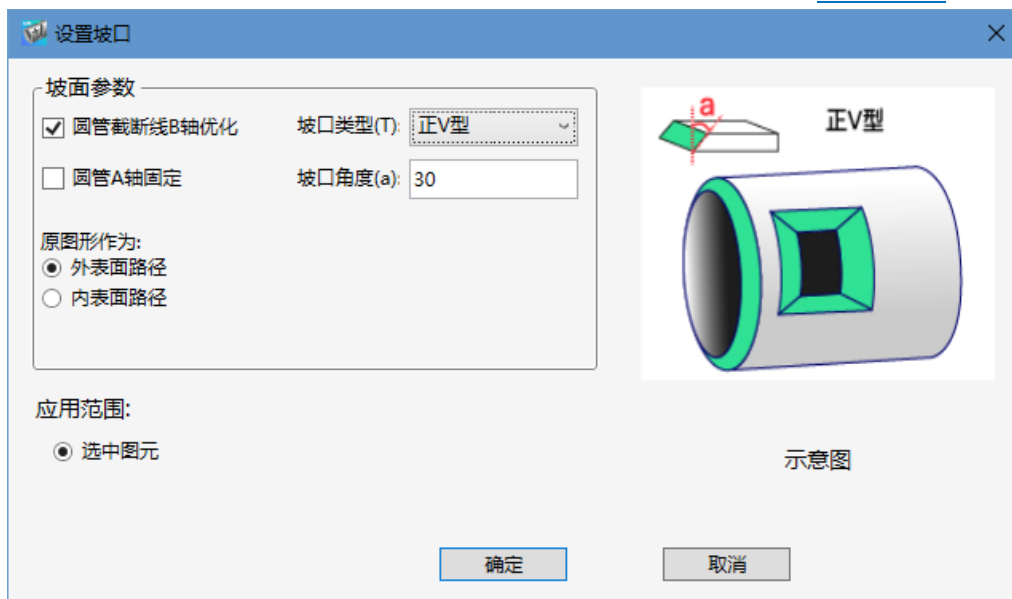 设置坡口
坡面参数
圆管截断线B轴优化 坡口类型(T): 正V型
圆管A轴固定 坡口角度(a): 30
原图形作为:
外表面路径
内表面路径
a 正V型
应用范围:
选中图元
示意图
确定 取消